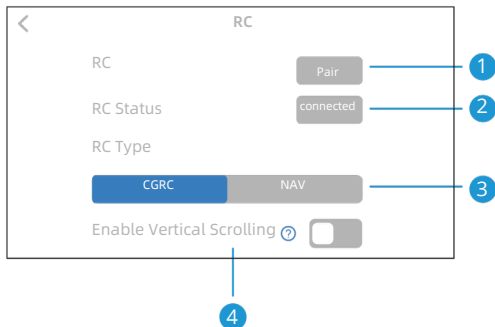 RC
RC
Pair
1
RC Status
connected
2
RC Type
CGRC
NAV
3
Enable Vertical Scrolling ?
4